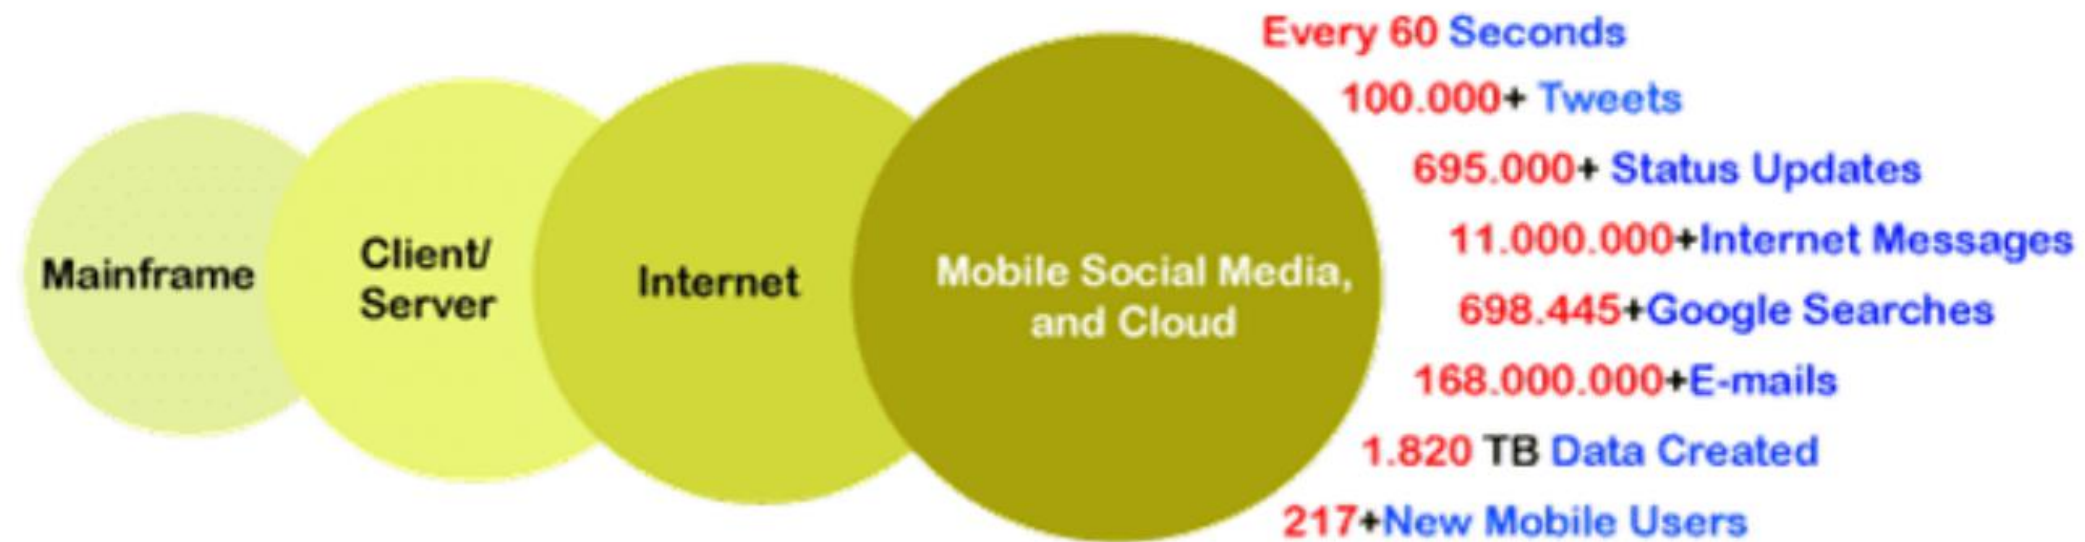 Mainframe
Client/
Server
Internet
Mobile Social Media,
and Cloud
Every 60 Seconds
100.000+ Tweets
695.000+ Status Updates
11.000.000+Internet Messages
698.445+Google Searches
168.000.000+E-mails
1.820 TB Data Created
217+New Mobile Users